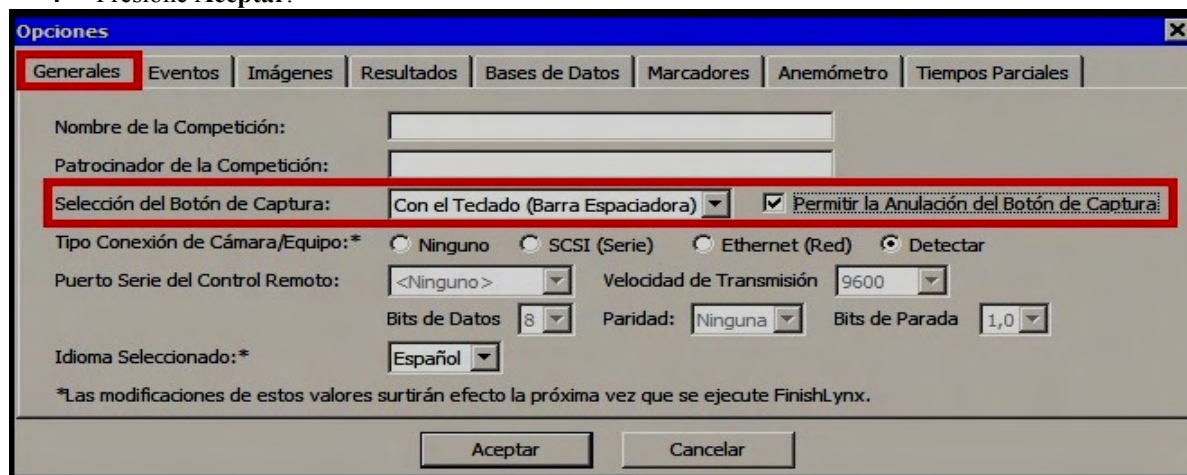 Presione Aceptar.
Opciones
Generales Eventos Imágenes Resultados Bases de Datos Marcadores Anemómetro Tiempos Parciales
Nombre de la Competición:
Patrocinador de la Competición:
Selección del Botón de Captura: Con el Teclado (Barra Espaciadora) Permitir la Anulación del Botón de Captura
Tipo Conexión de Cámara/Equipo:* Ninguno SCSI (Serie) Ethernet (Red) Detectar
Puerto Serie del Control Remoto: <Ninguno> Velocidad de Transmisión 9600
Bits de Datos 8 Paridad: Ninguna Bits de Parada 1,0
Idioma Seleccionado:* Español
*Las modificaciones de estos valores surtirán efecto la próxima vez que se ejecute FinishLynx.
Aceptar Cancelar